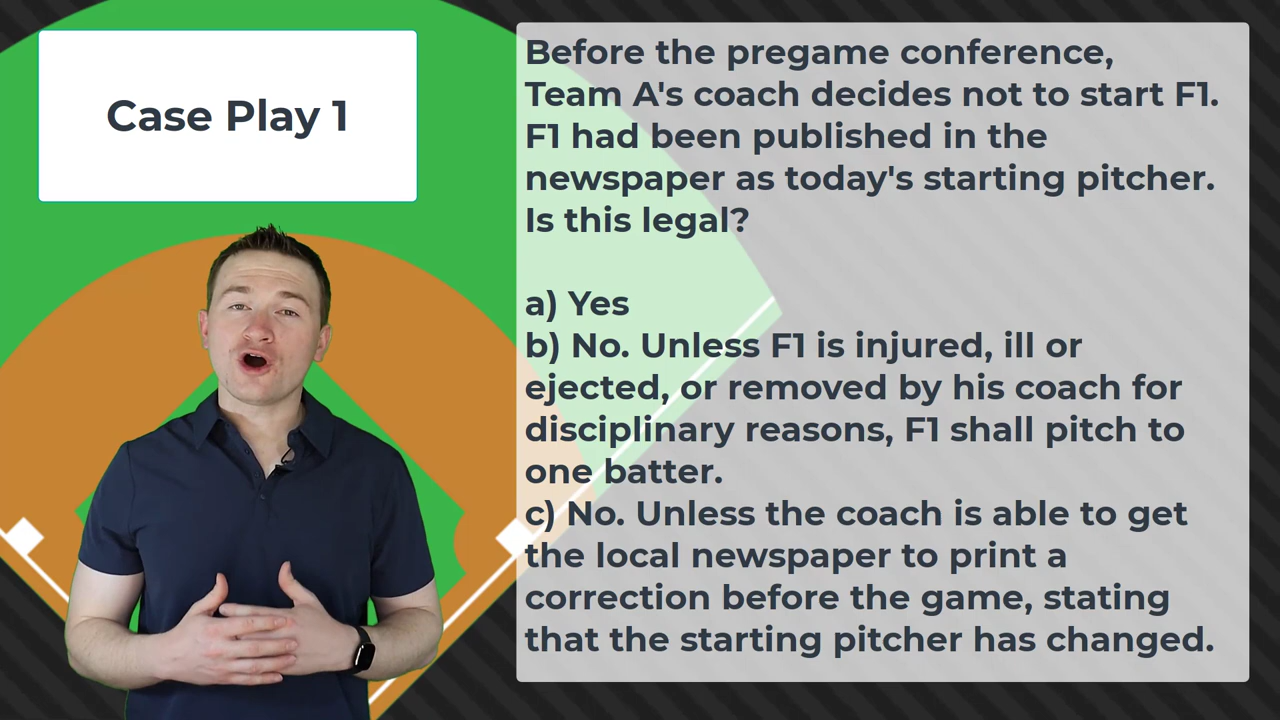 Case Play 1
Before the pregame conference,
Team A's coach decides not to start F1.
F1 had been published in the
newspaper as today's starting pitcher.
Is this legal?
a) Yes
b) No. Unless F1 is injured, ill or
ejected, or removed by his coach for
disciplinary reasons, F1 shall pitch to
one batter.
c) No. Unless the coach is able to get
the local newspaper to print a
correction before the game, stating
that the starting pitcher has changed.